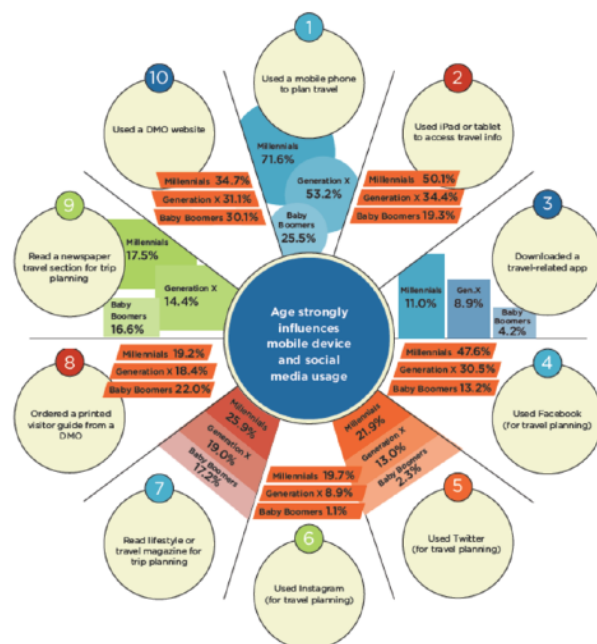 1
Used a mobile phone
to plan travel
Millennials
71.6%
Generation X
53.2%
Baby
Boomers
25.5%
2
Used iPad or tablet
to access travel info
Millennials 50.1%
Generation X 34.4%
Baby Boomers 19.3%
3
Downloaded a
travel-related app
Millennials
11.0%
Gen.X
8.9%
Baby
Boomers
4.2%
4
Used Facebook
(for travel planning)
Millennials 47.6%
Generation X 30.5%
Baby Boomers 13.2%
5
Used Twitter
(for travel planning)
Millennials
21.9%
Generation X
13.0%
Baby Boomers
2.3%
6
Used Instagram
(for travel planning)
Millennials 19.7%
Generation X 8.9%
Baby Boomers 1.1%
7
Read lifestyle or
travel magazine for
trip planning
Millennials
25.9%
Generation X
19.0%
Baby Boomers
17.2%
8
Ordered a printed
visitor guide from a
DMO
Millennials 19.2%
Generation X 18.4%
Baby Boomers 22.0%
9
Read a newspaper
travel section for trip
planning
Millennials
17.5%
Generation X
14.4%
Baby
Boomers
16.6%
10
Used a DMO website
Millennials 34.7%
Generation X 31.1%
Baby Boomers 30.1%
Age strongly
influences
mobile device
and social
media usage